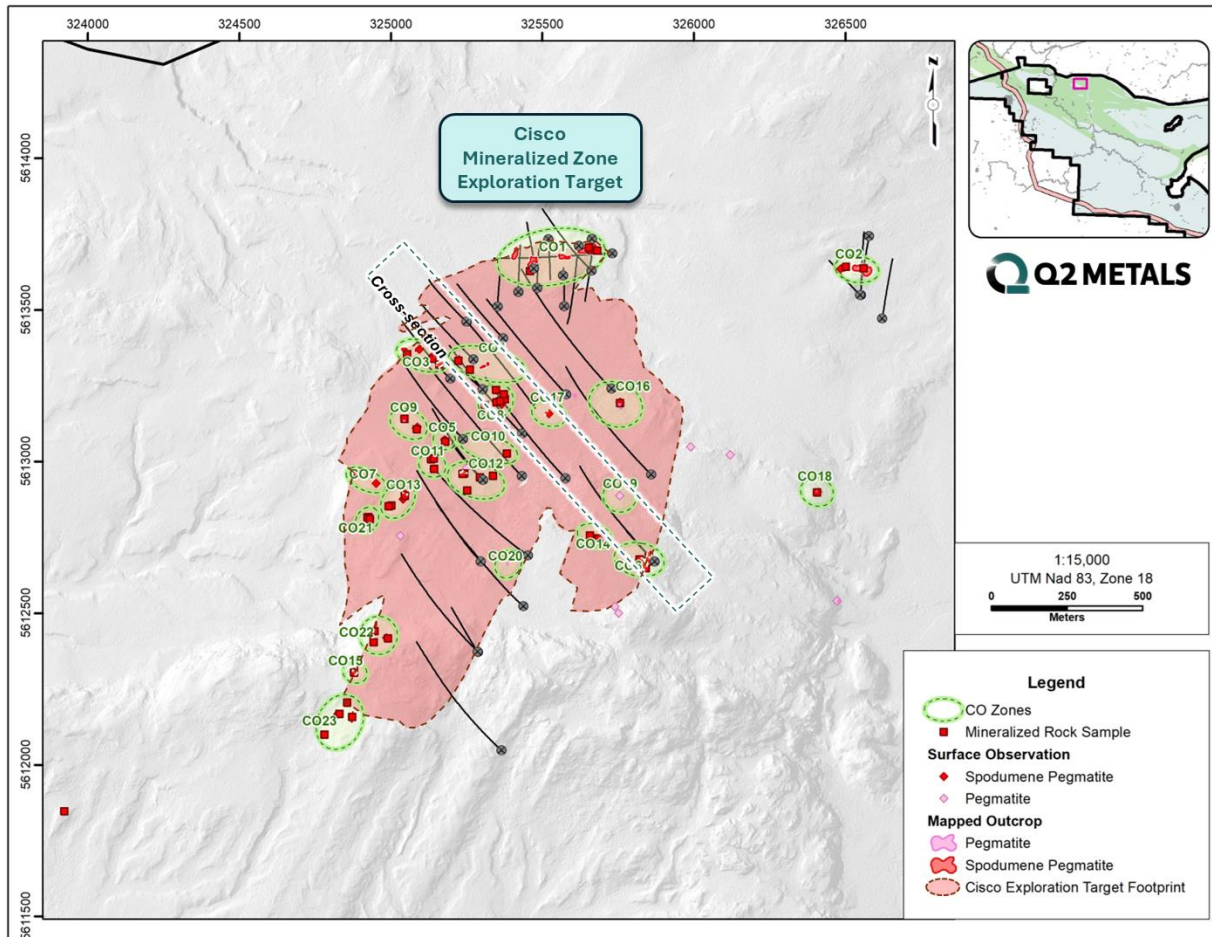 324000
324500
325000
325500
326000
326500
5614000
5613500
5613000
5612500
5612000
5611500
Cisco
Mineralized Zone
Exploration Target
N
Q2 METALS
Cross-section
CO1
CO2
CO3
CO
CO16
CO17
CO8
CO9
CO5
CO10
CO11
CO12
CO7
CO13
CO21
CO18
CO14
CO20
CO22
CO15
CO23
1:15,000
UTM Nad 83, Zone 18
0 250 500
Meters
Legend
CO Zones
Mineralized Rock Sample
Surface Observation
Spodumene Pegmatite
Pegmatite
Mapped Outcrop
Pegmatite
Spodumene Pegmatite
Cisco Exploration Target Footprint